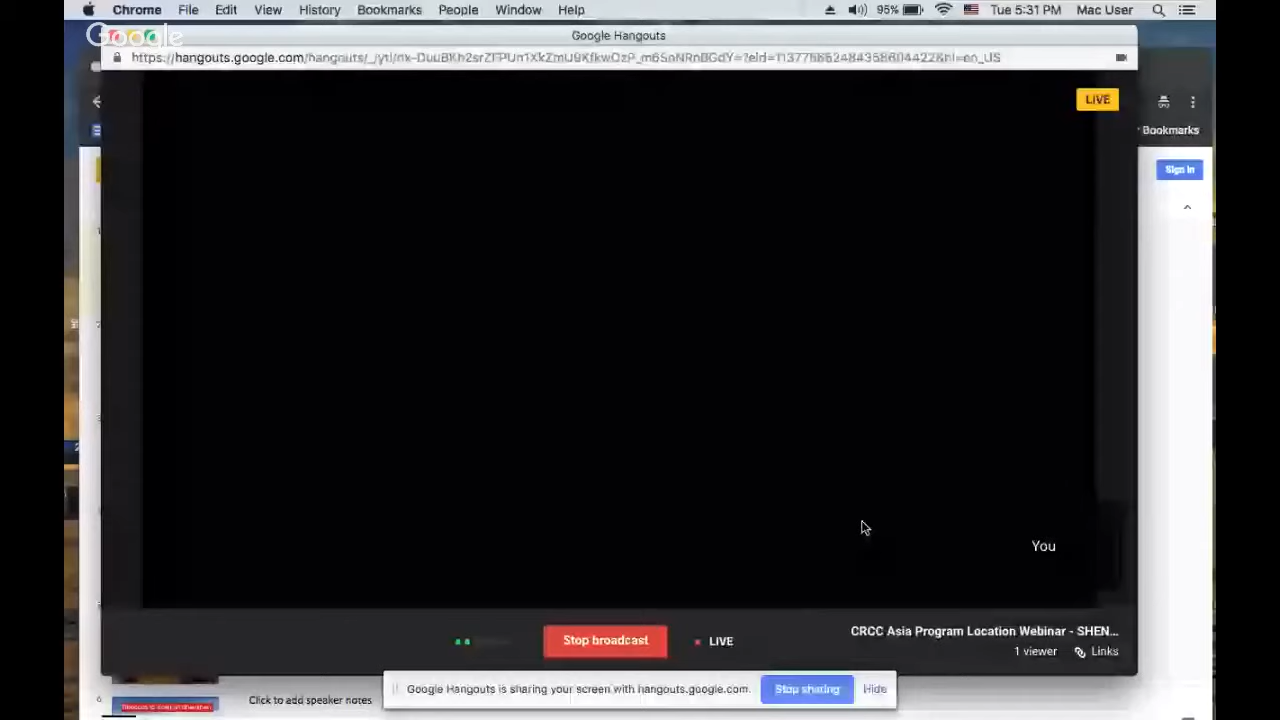 Chrome File Edit View History Bookmarks People Window Help 95% Tue 5:31 PM Mac User
Google
Google Hangouts
LIVE
Bookmarks
Sign in
You
Stop broadcast
LIVE
CRCC Asia Program Location Webinar - SHEN...
1 viewer Links
Google Hangouts is sharing your screen with hangouts.google.com. Stop sharing Hide
Click to add speaker notes